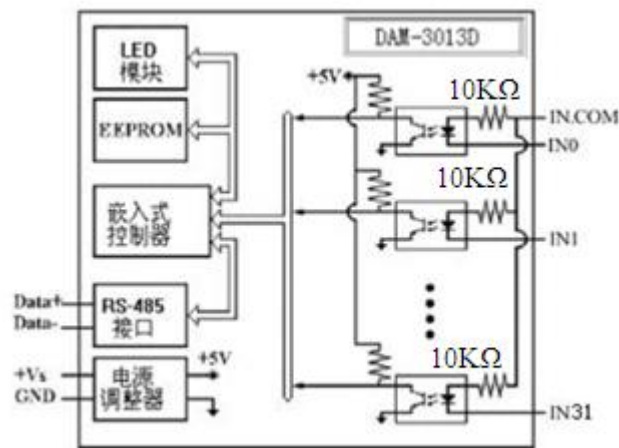 DAM-3013D
LED
模块
EEPROM
嵌入式
控制器
Data+
Data-
RS-485
接口
+Vs
GND
电源
调整器
+5V
+5V
10KΩ
IN.COM
IN0
10KΩ
IN1
10KΩ
IN31